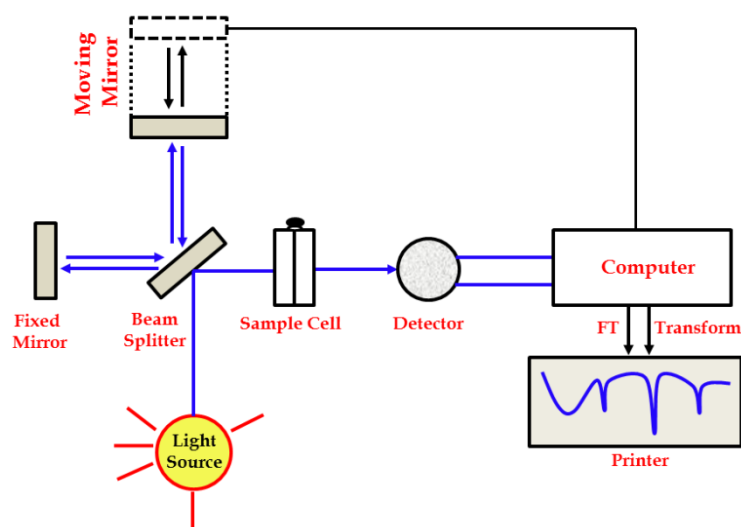 Moving
Mirror
Fixed
Mirror
Beam
Splitter
Sample Cell
Detector
Computer
FT
Transform
Light
Source
Printer